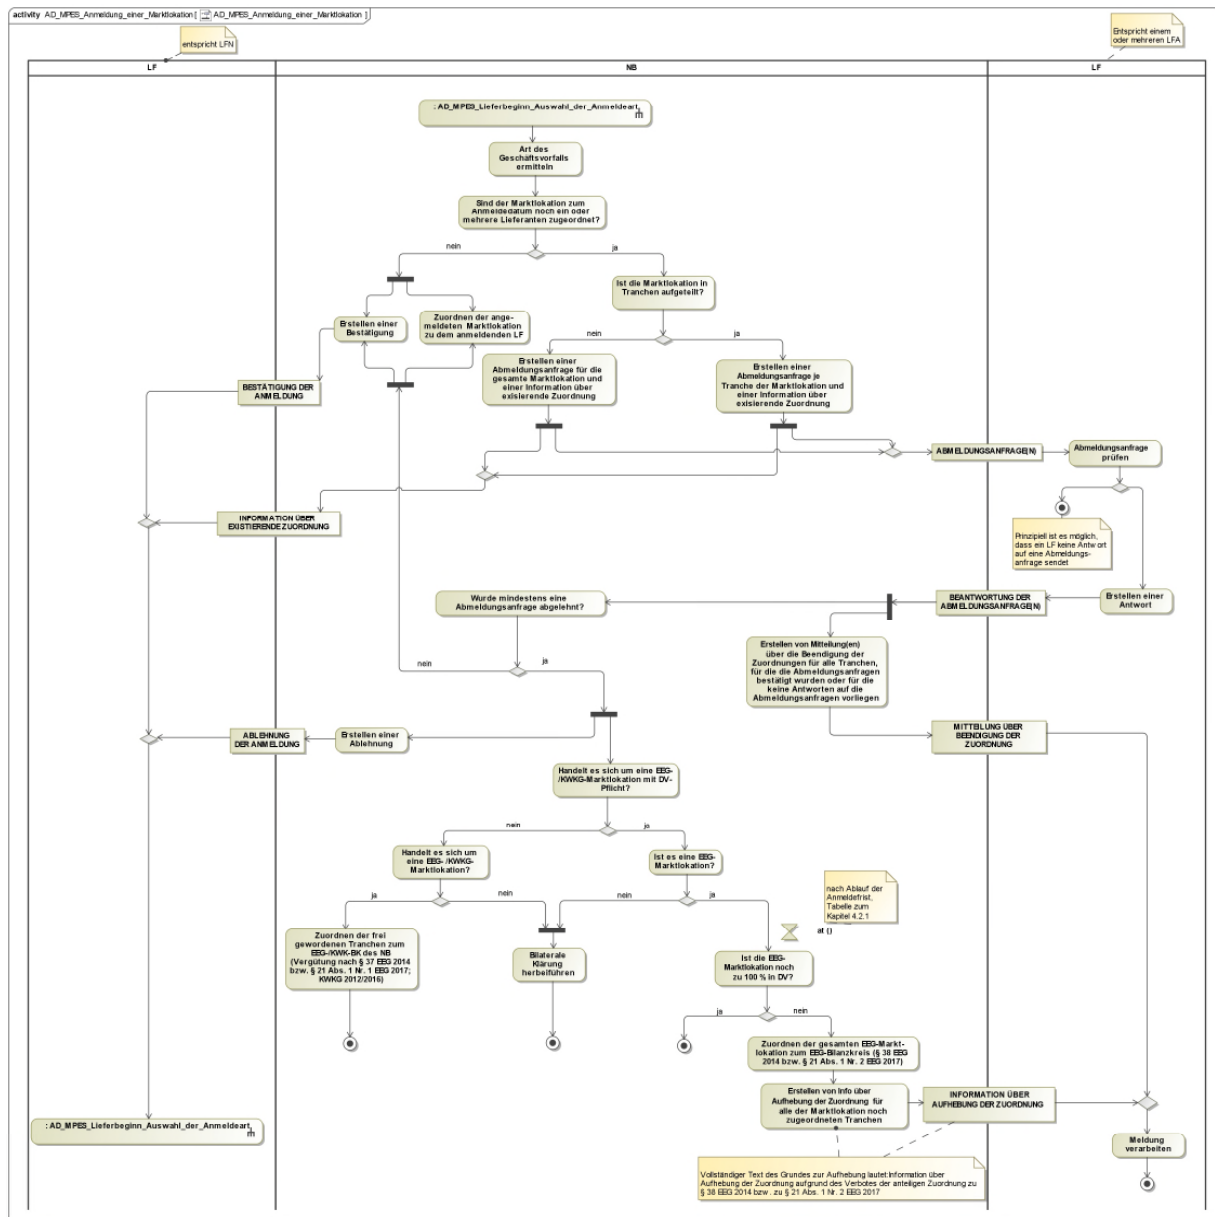 activity AD_MPES_Anmeldung_einer_Marktlokation [ AD_MPES_Anmeldung_einer_Marktlokation ]
entspricht LFN
Entspricht einem
oder mehreren LFA
LF
NB
LF
: AD_MPES_Lieferbeginn_Auswahl_der_Anmeldeart
Art des
Geschäftsvorfalls
ermitteln
Sind der Marktlokation zum
Anmeldedatum noch ein oder
mehrere Lieferanten zugeordnet?
nein
ja
Ist die Marktlokation in
Tranchen aufgeteilt?
Erstellen einer
Bestätigung
Zuordnen der ange-
meldeten Marktlokation
zu dem anmeldenden LF
nein
ja
Erstellen einer
Abmeldungsanfrage für die
gesamte Marktlokation und
einer Information über
exisierende Zuordnung
Erstellen einer
Abmeldungsanfrage je
Tranche der Marktlokation und
einer Information über
exisierende Zuordnung
BESTÄTIGUNG DER
ANMELDUNG
ABMELDUNGSANFRAGE(N)
Abmeldungsanfrage
prüfen
INFORMATION ÜBER
EXISTIERENDE ZUORDNUNG
Prinzipiell ist es möglich,
dass ein LF keine Antwort
auf eine Abmeldungs-
anfrage sendet
Wurde mindestens eine
Abmeldungsanfrage abgelehnt?
BEANTWORTUNG DER
ABMELDUNGSANFRAGE(N)
Erstellen einer
Antwort
Erstellen von Mitteilung(en)
über die Beendigung der
Zuordnungen für alle Tranchen,
für die die Abmeldungsanfragen
bestätigt wurden oder für die
keine Antworten auf die
Abmeldungsanfragen vorliegen
nein
ja
ABLEHNUNG
DER ANMELDUNG
Erstellen einer
Ablehnung
MITTEILUNG ÜBER
BEENDIGUNG DER
ZUORDNUNG
Handelt es sich um eine EEG-
/KWKG-Marktlokation mit DV-
Pflicht?
nein
ja
Handelt es sich um
eine EEG- /KWKG-
Marktlokation?
Ist es eine EEG-
Marktlokation?
ja
nein
nein
ja
nach Ablauf der
Anmeldefrist,
Tabelle zum
Kapitel 4.2.1
at ()
Zuordnen der frei
gewordenen Tranchen zum
EEG-/KWK-BK des NB
(Vergütung nach § 37 EEG 2014
bzw. § 21 Abs. 1 Nr. 1 EEG 2017;
KWKG 2012/2016)
Bilaterale
Klärung
herbeiführen
Ist die EEG-
Marktlokation noch
zu 100 % in DV?
ja
nein
Zuordnen der gesamten EEG-Markt-
lokation zum EEG-Bilanzkreis (§ 38 EEG
2014 bzw. § 21 Abs. 1 Nr. 2 EEG 2017)
Erstellen von Info über
Aufhebung der Zuordnung für
alle der Marktlokation noch
zugeordneten Tranchen
INFORMATION ÜBER
AUFHEBUNG DER ZUORDNUNG
: AD_MPES_Lieferbeginn_Auswahl_der_Anmeldeart
Meldung
verarbeiten
Vollständiger Text des Grundes zur Aufhebung lautet:Information über
Aufhebung der Zuordnung aufgrund des Verbotes der anteiligen Zuordnung zu
§ 38 EEG 2014 bzw. zu § 21 Abs. 1 Nr. 2 EEG 2017